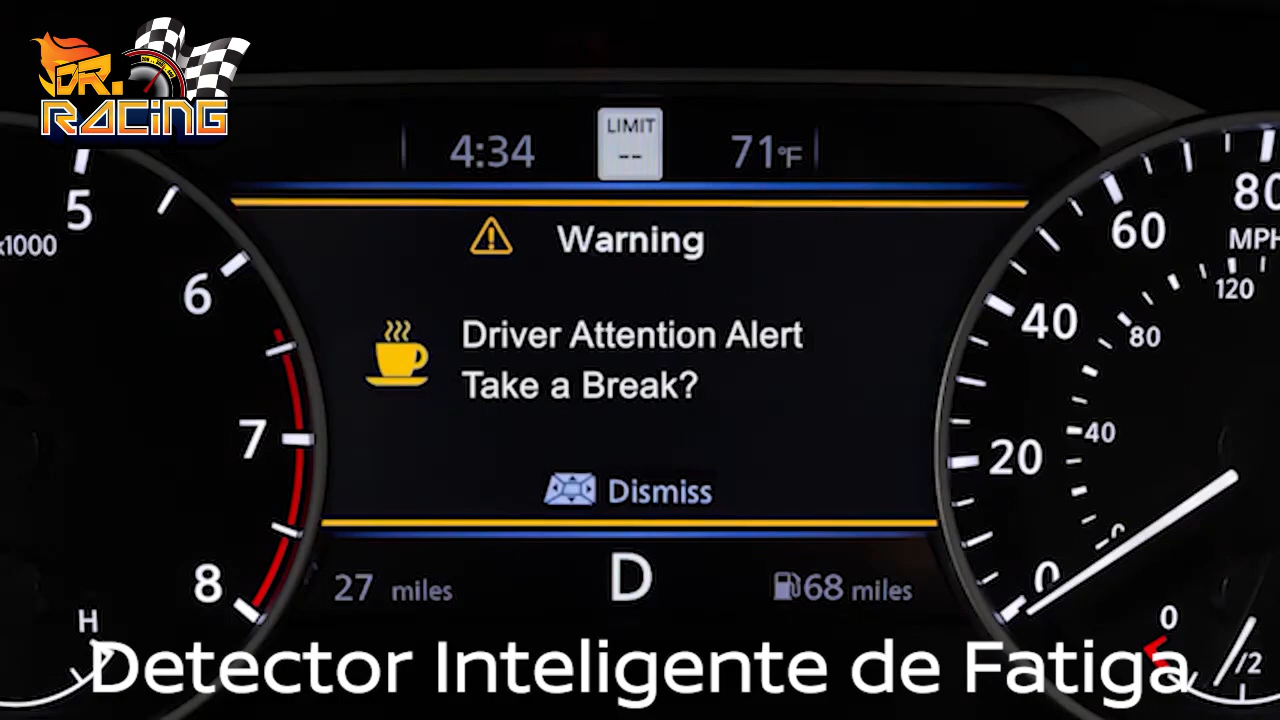 DR.
RACING
4:34
LIMIT
--
71°F
Warning
Driver Attention Alert
Take a Break?
Dismiss
27 miles
D
68 miles
x1000
5
6
7
8
H
80
60
40
20
0
MPH
120
80
40
0
0
/2
Detector Inteligente de Fatiga